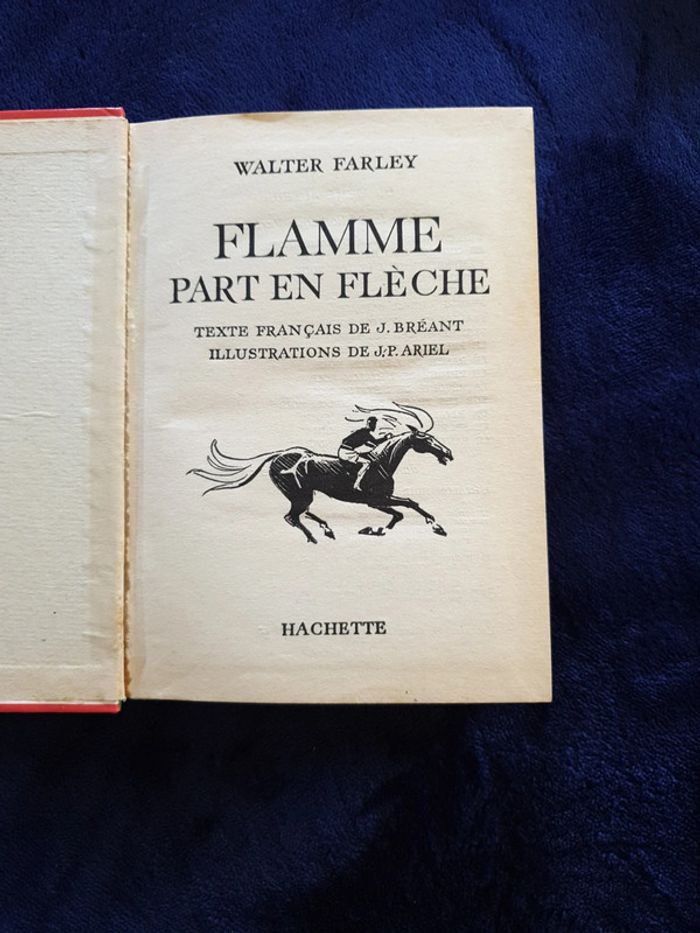 WALTER FARLEY
FLAMME
PART EN FLÈCHE
TEXTE FRANÇAIS DE J. BRÉANT
ILLUSTRATIONS DE J.-P. ARIEL
HACHETTE